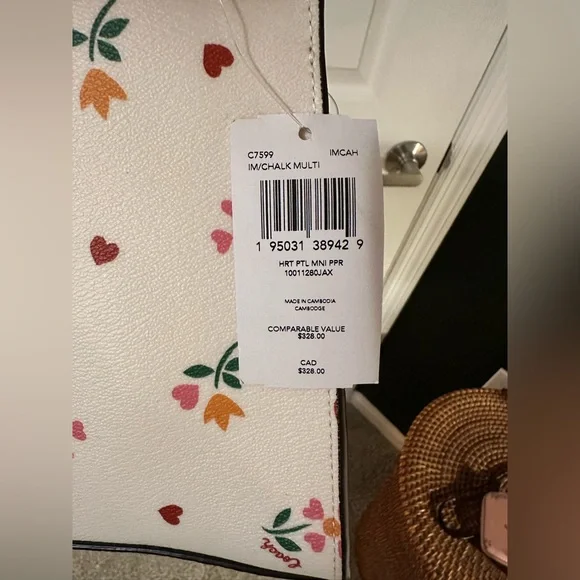 C7599 IMCAH
IM/CHALK MULTI
1 95031 38942 9
HRT PTL MNI PPR
10011280JAX
MADE IN CAMBODIA
CAMBODGE
COMPARABLE VALUE
$328.00
CAD
$328.00
Coach